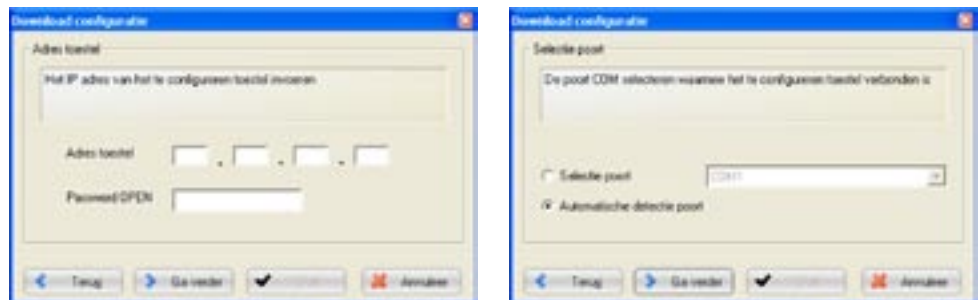 Download configuratie
Adres toestel
Het IP adres van het te configureren toestel invoeren
Adres toestel . . .
Password OPEN
Terug
Ga verder
Annuleer
Download configuratie
Selectie poort
De poort COM selecteren waarmee het te configureren toestel verbonden is
Selectie poort COM1
Automatische detectie poort
Terug
Ga verder
Annuleer